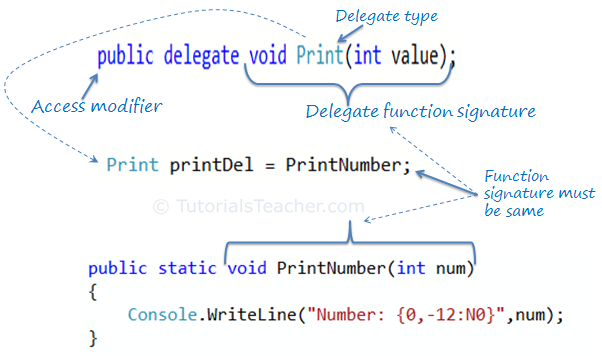 Delegate type
public delegate void Print(int value);
Access modifier
Delegate function signature
Print printDel = PrintNumber;
Function
signature must
be same
© TutorialsTeacher.com
public static void PrintNumber(int num)
{
Console.WriteLine("Number: {0,-12:N0}",num);
}